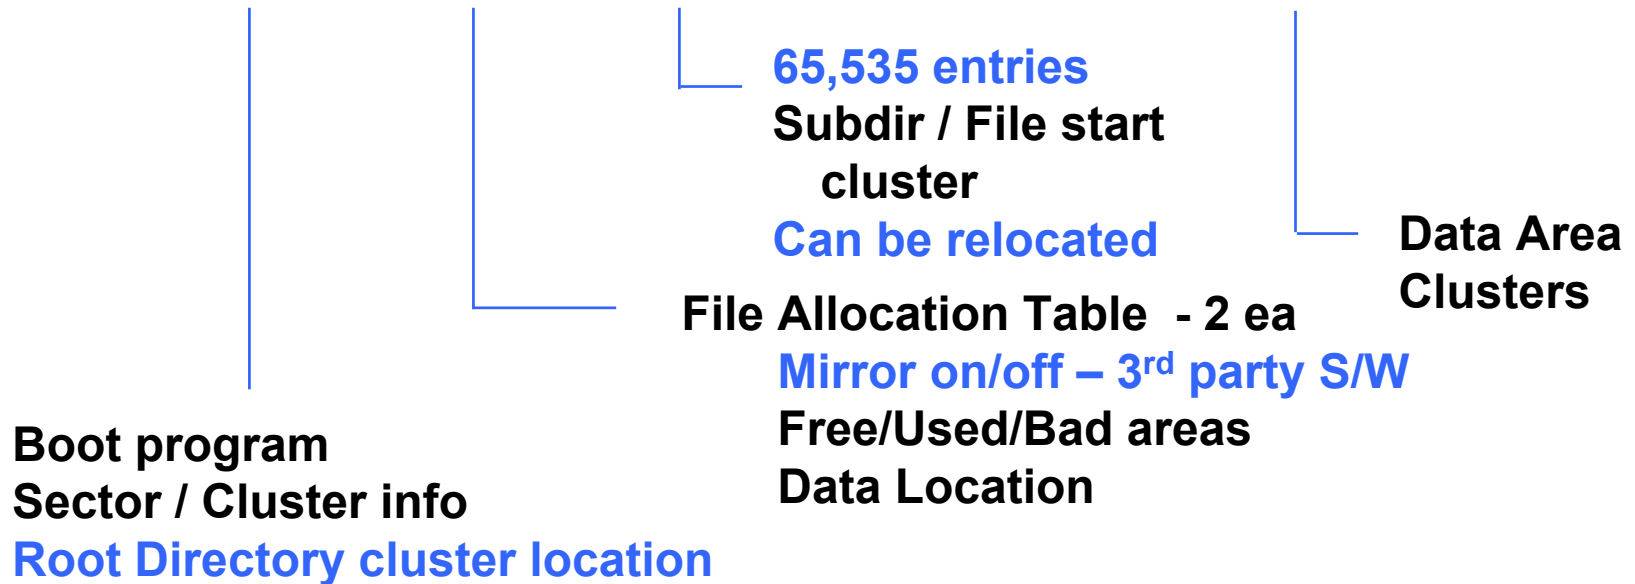 65,535 entries
Subdir / File start
cluster
Can be relocated
Data Area
Clusters
File Allocation Table - 2 ea
Mirror on/off – 3rd party S/W
Free/Used/Bad areas
Data Location
Boot program
Sector / Cluster info
Root Directory cluster location